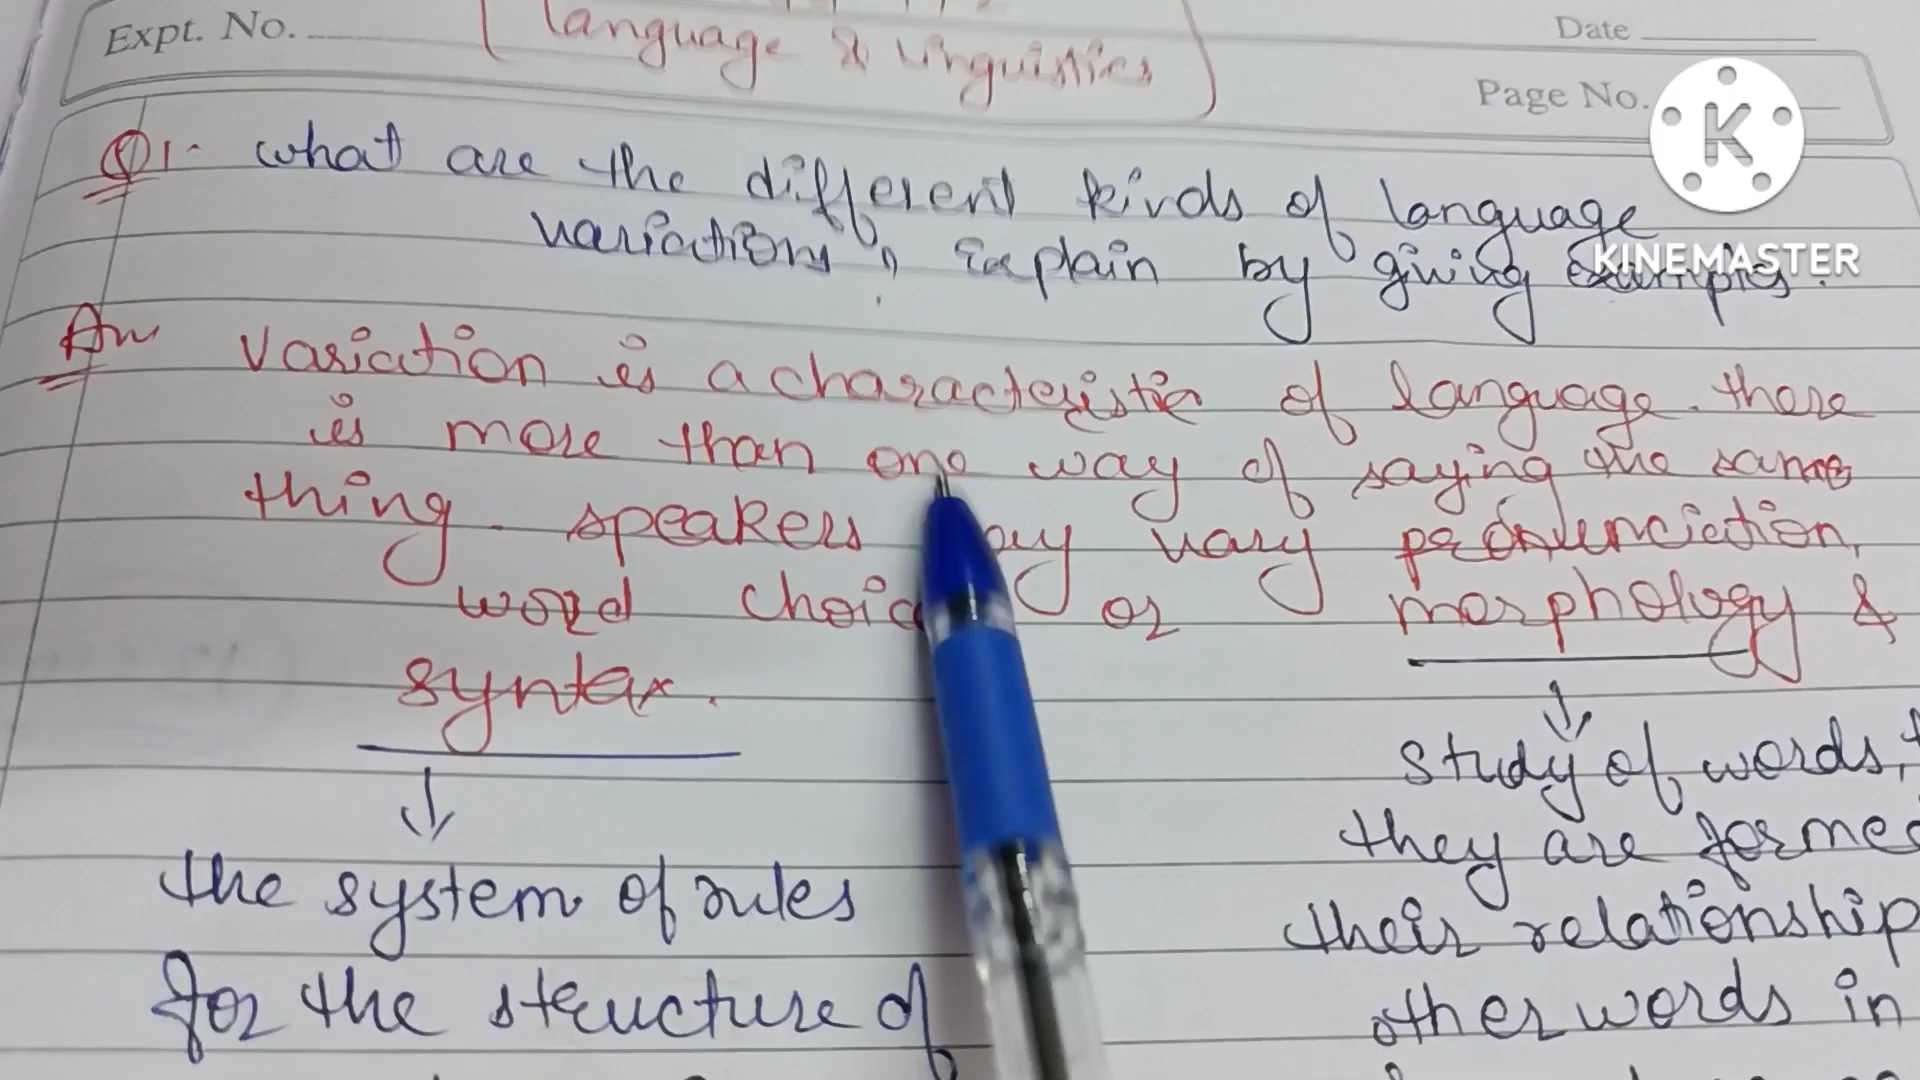 Expt. No.
Date
language & linguistics
Page No.
K
KINEMASTER
Q1- what are the different kinds of language
variations, Explain by giving examples.
An Variation is a characteristic of language. there
is more than one way of saying the same
thing. speakers vary pronunciation,
word or morphology &
syntax.
↓
study of words,
↓
they are
the system of rules
their relationship
for the structure of
other words in